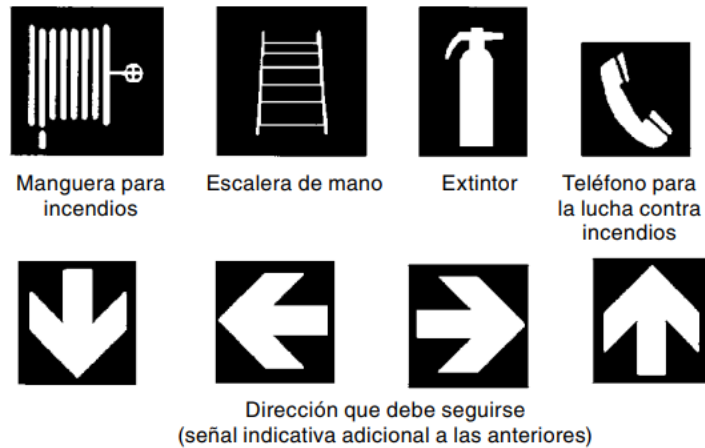 Manguera para
incendios
Escalera de mano
Extintor
Teléfono para
la lucha contra
incendios
Dirección que debe seguirse
(señal indicativa adicional a las anteriores)